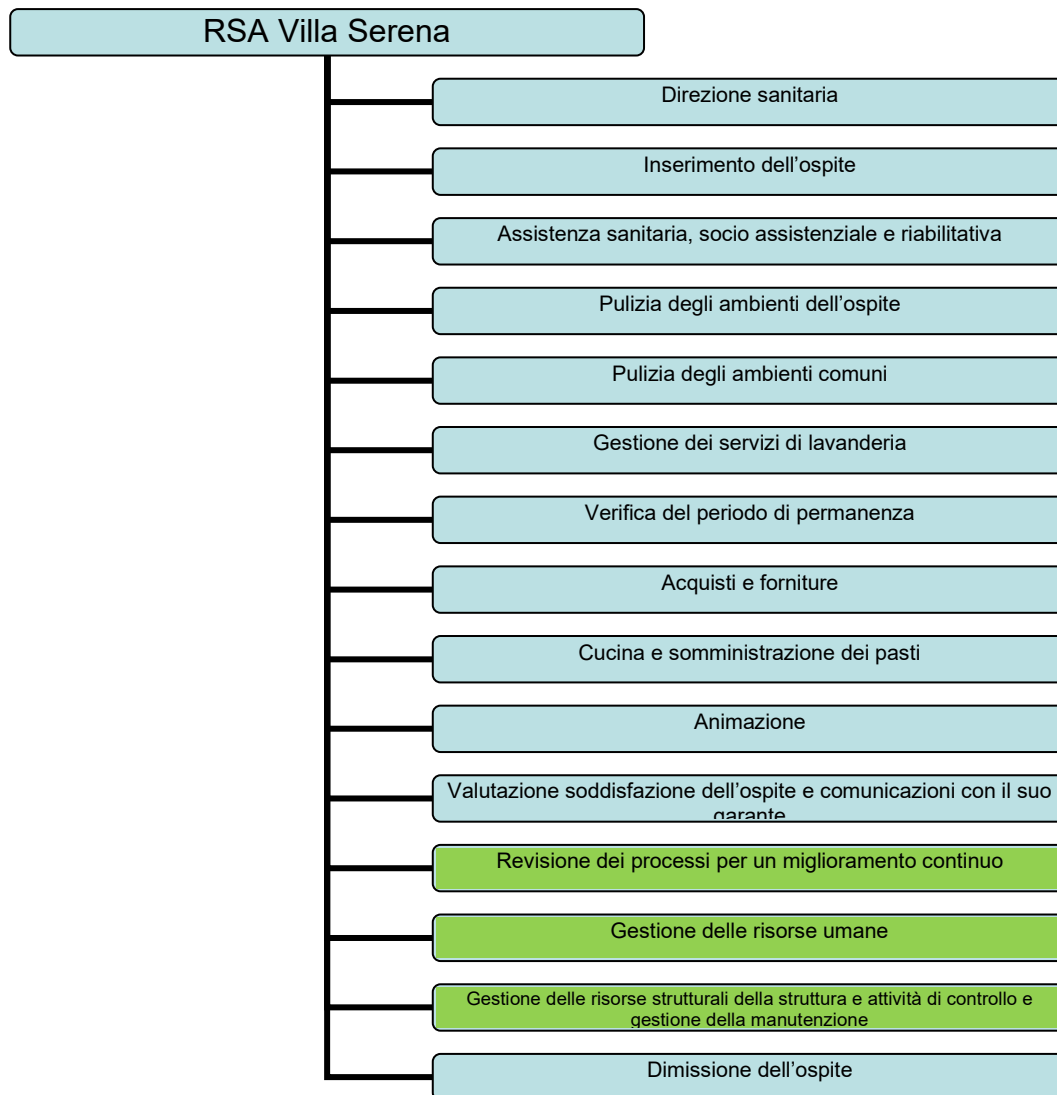 RSA Villa Serena
Direzione sanitaria
Inserimento dell’ospite
Assistenza sanitaria, socio assistenziale e riabilitativa
Pulizia degli ambienti dell’ospite
Pulizia degli ambienti comuni
Gestione dei servizi di lavanderia
Verifica del periodo di permanenza
Acquisti e forniture
Cucina e somministrazione dei pasti
Animazione
Valutazione soddisfazione dell’ospite e comunicazioni con il suo
garante
Revisione dei processi per un miglioramento continuo
Gestione delle risorse umane
Gestione delle risorse strutturali della struttura e attività di controllo e
gestione della manutenzione
Dimissione dell’ospite